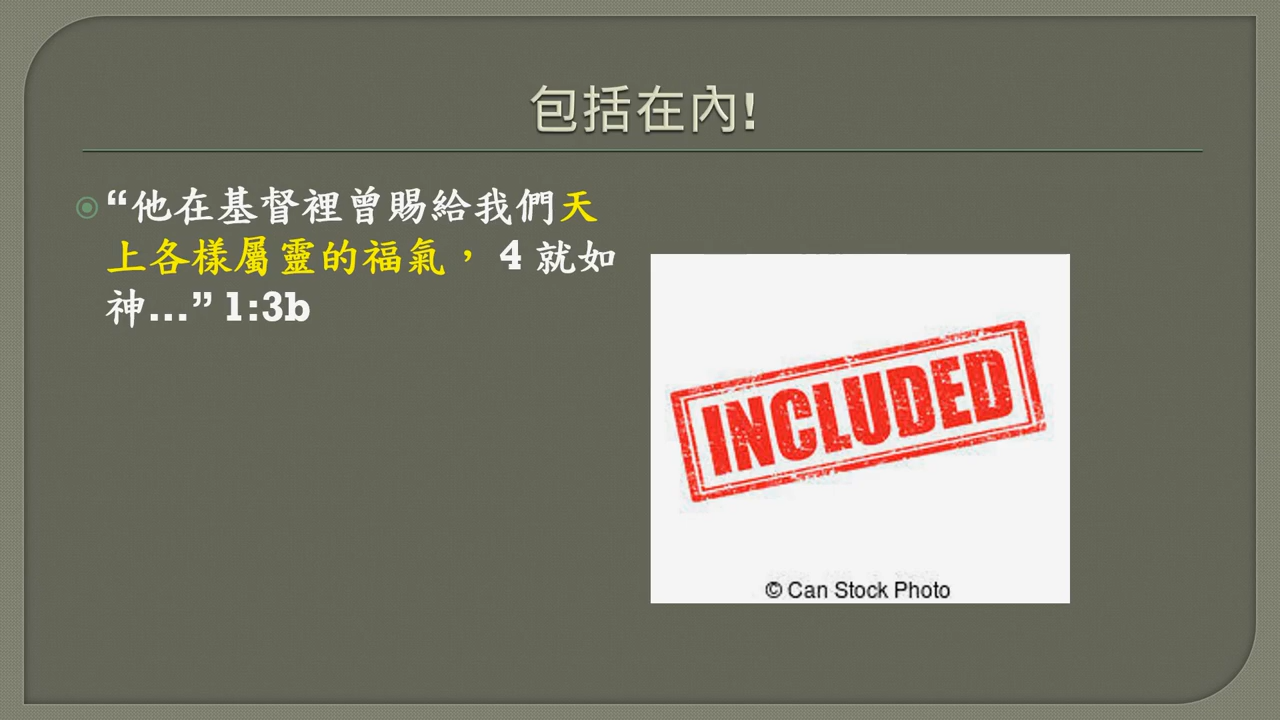 包括在內!
“他在基督裡曾賜給我們天
上各樣屬靈的福氣， 4 就如
神…” 1:3b
INCLUDED
© Can Stock Photo